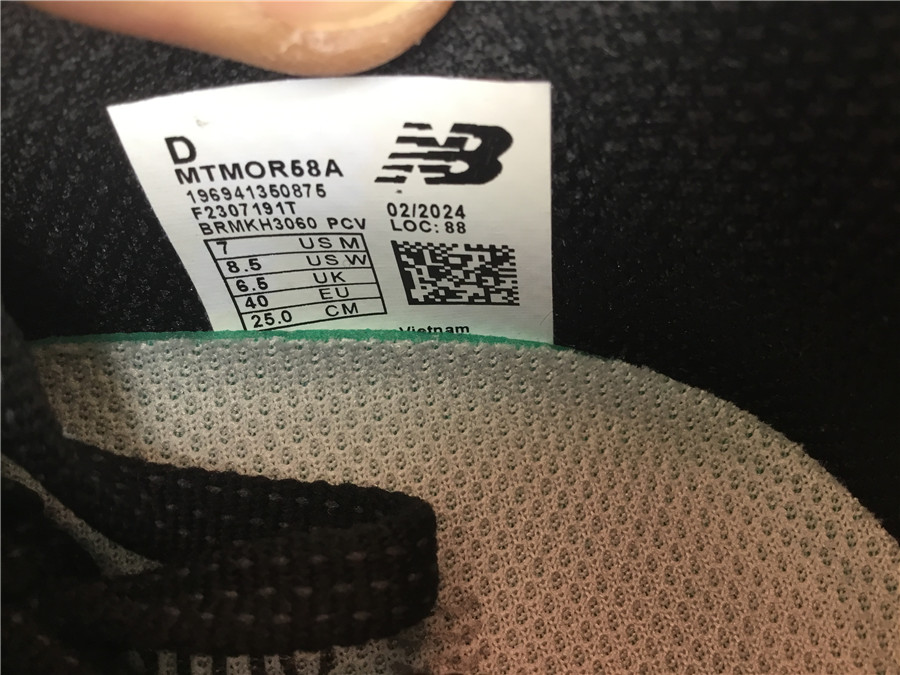 D
MTMOR58A
196941350875
F2307191T
BRMKH3060 PCV
7 US M
8.5 US W
6.5 UK
40 EU
25.0 CM
NB
02/2024
LOC: 88
Vietnam